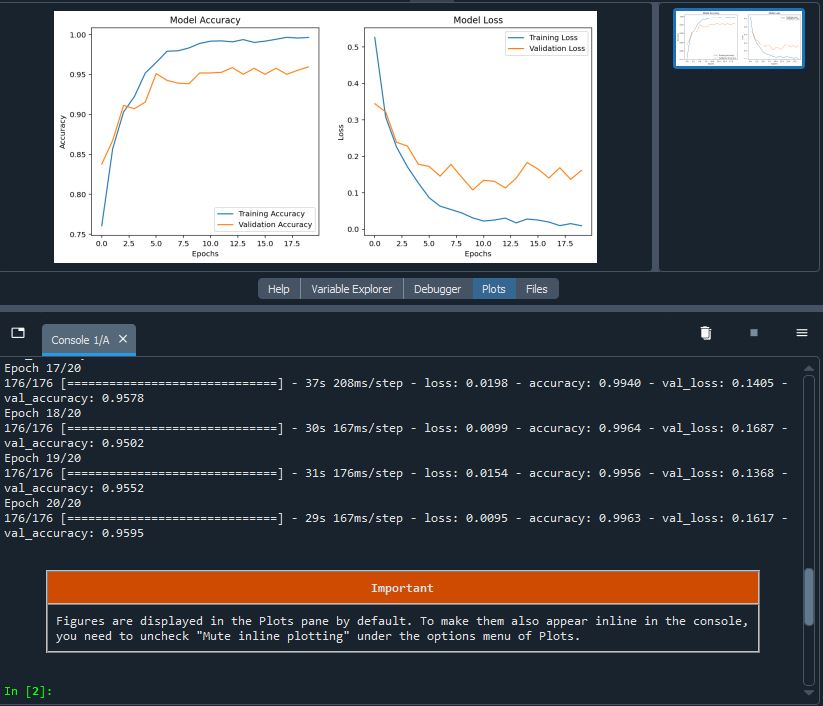 Model Accuracy
1.00
0.95
0.90
0.85
0.80
0.75
Accuracy
0.0 2.5 5.0 7.5 10.0 12.5 15.0 17.5
Epochs
Training Accuracy
Validation Accuracy
Model Loss
0.5
0.4
0.3
0.2
0.1
0.0
Loss
0.0 2.5 5.0 7.5 10.0 12.5 15.0 17.5
Epochs
Training Loss
Validation Loss
Help Variable Explorer Debugger Plots Files
Console 1/A
Epoch 17/20
176/176 [==============================] - 37s 208ms/step - loss: 0.0198 - accuracy: 0.9940 - val_loss: 0.1405 -
val_accuracy: 0.9578
Epoch 18/20
176/176 [==============================] - 30s 167ms/step - loss: 0.0099 - accuracy: 0.9964 - val_loss: 0.1687 -
val_accuracy: 0.9502
Epoch 19/20
176/176 [==============================] - 31s 176ms/step - loss: 0.0154 - accuracy: 0.9956 - val_loss: 0.1368 -
val_accuracy: 0.9552
Epoch 20/20
176/176 [==============================] - 29s 167ms/step - loss: 0.0095 - accuracy: 0.9963 - val_loss: 0.1617 -
val_accuracy: 0.9595
Important
Figures are displayed in the Plots pane by default. To make them also appear inline in the console,
you need to uncheck "Mute inline plotting" under the options menu of Plots.
In [2]: